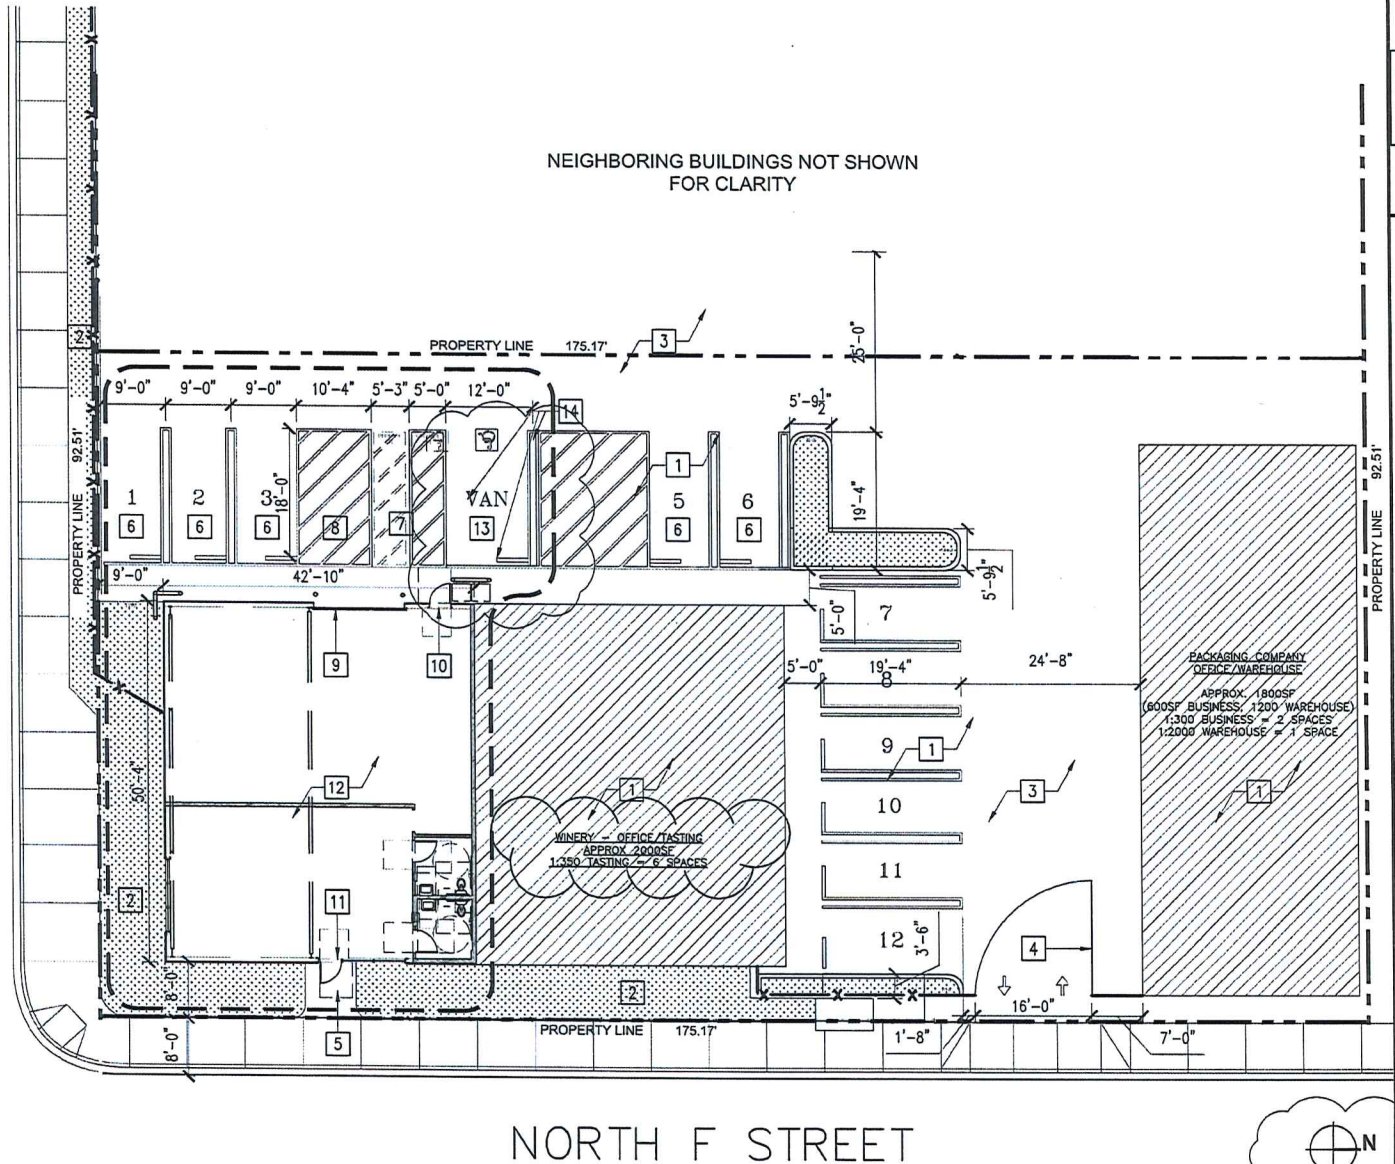 NEIGHBORING BUILDINGS NOT SHOWN
FOR CLARITY
PROPERTY LINE 175.17'
3
25'-0"
9'-0" 9'-0" 9'-0" 10'-4" 5'-3" 5'-0" 12'-0"
14
5'-9 1/2"
2
PROPERTY LINE 92.51'
1 2 3 VAN 5 6
6 6 6 8 7 13 6 6
18'-0"
1
19'-4"
5'-9 1/2"
PROPERTY LINE 92.51'
9'-0" 42'-10"
9
10
5'-0"
7
5'-0" 19'-4" 24'-8"
8
9
1
10
11
12
3'-6"
PACKAGING COMPANY
OFFICE/WAREHOUSE
APPROX. 1800SF
(600SF BUSINESS, 1200 WAREHOUSE)
1:300 BUSINESS = 2 SPACES
1:2000 WAREHOUSE = 1 SPACE
1
3
12
50'-4"
1
WINERY - OFFICE/TASTING
APPROX 2000SF
1:350 TASTING = 6 SPACES
2
11
4
8'-0"
2
16'-0"
PROPERTY LINE 175.17'
8'-0"
5
1'-8"
7'-0"
NORTH F STREET
N